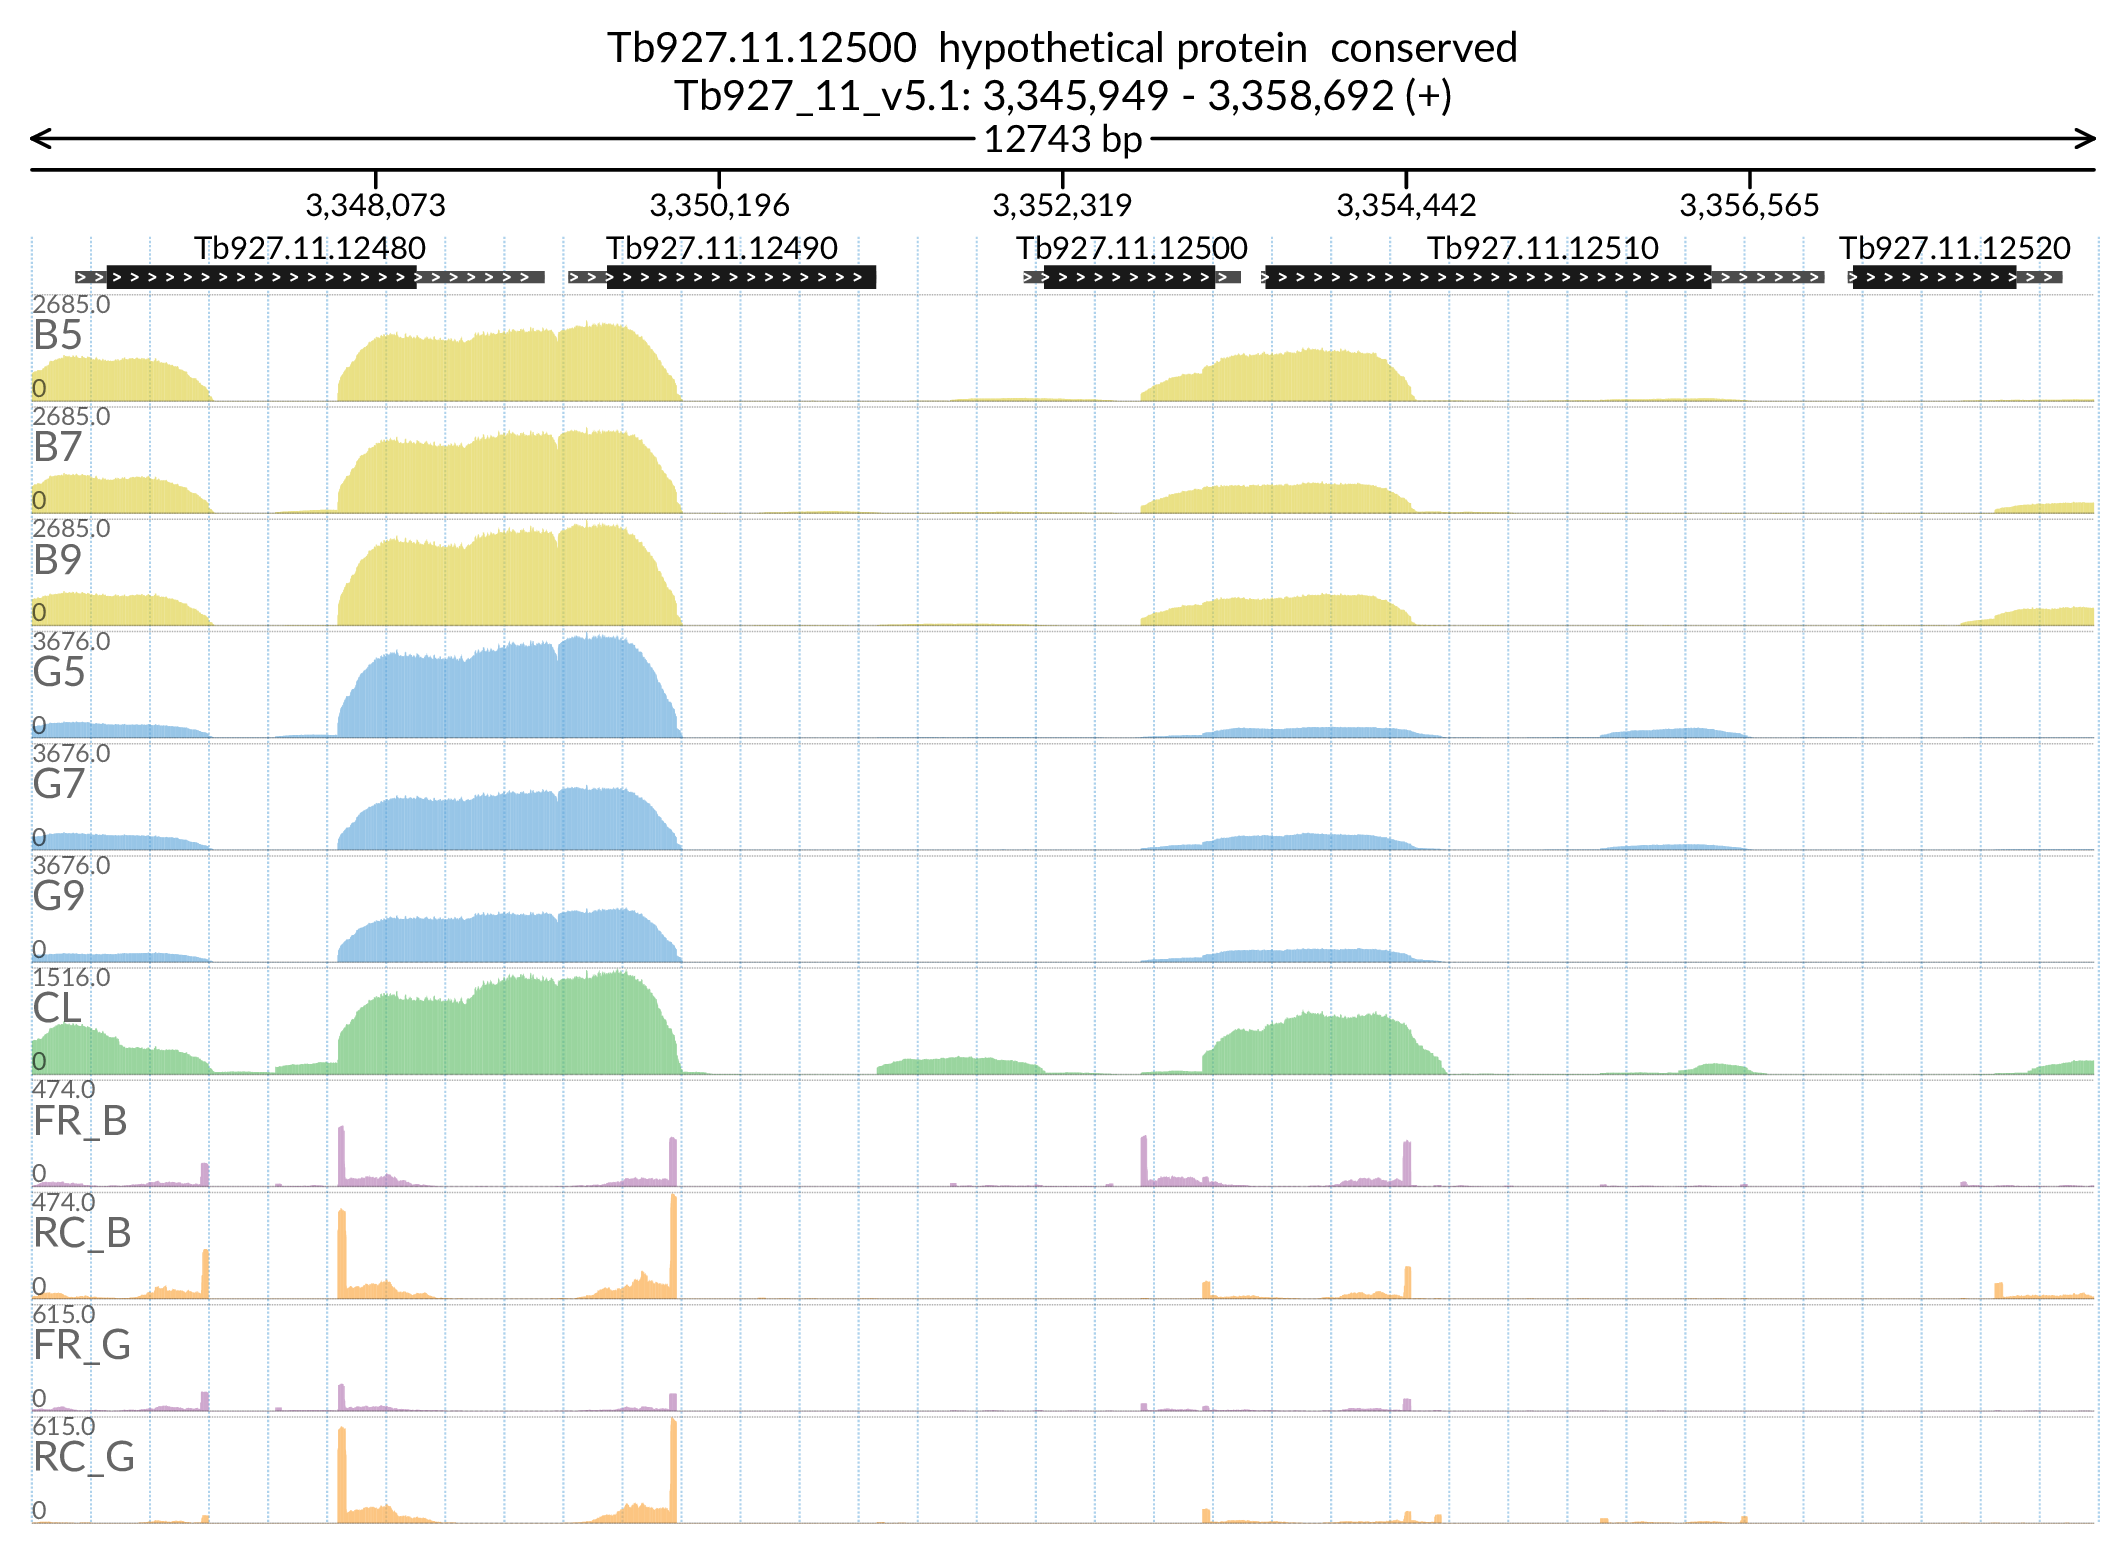 Tb927.11.12500  hypothetical protein  conserved
Tb927_11_v5.1: 3,345,949 - 3,358,692 (+)
12743 bp
3,348,073 3,350,196 3,352,319 3,354,442 3,356,565
Tb927.11.12480 Tb927.11.12490 Tb927.11.12500 Tb927.11.12510 Tb927.11.12520
2685.0
B5
0
2685.0
B7
0
2685.0
B9
0
3676.0
G5
0
3676.0
G7
0
3676.0
G9
0
1516.0
CL
0
474.0
FR_B
0
474.0
RC_B
0
615.0
FR_G
0
615.0
RC_G
0